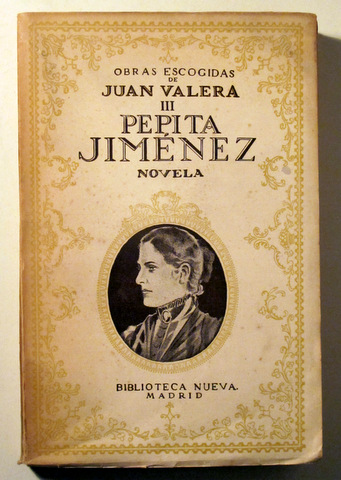 OBRAS ESCOGIDAS
DE
JUAN VALERA
III
PEPITA
JIMÉNEZ
NOVELA
BIBLIOTECA NUEVA.
MADRID